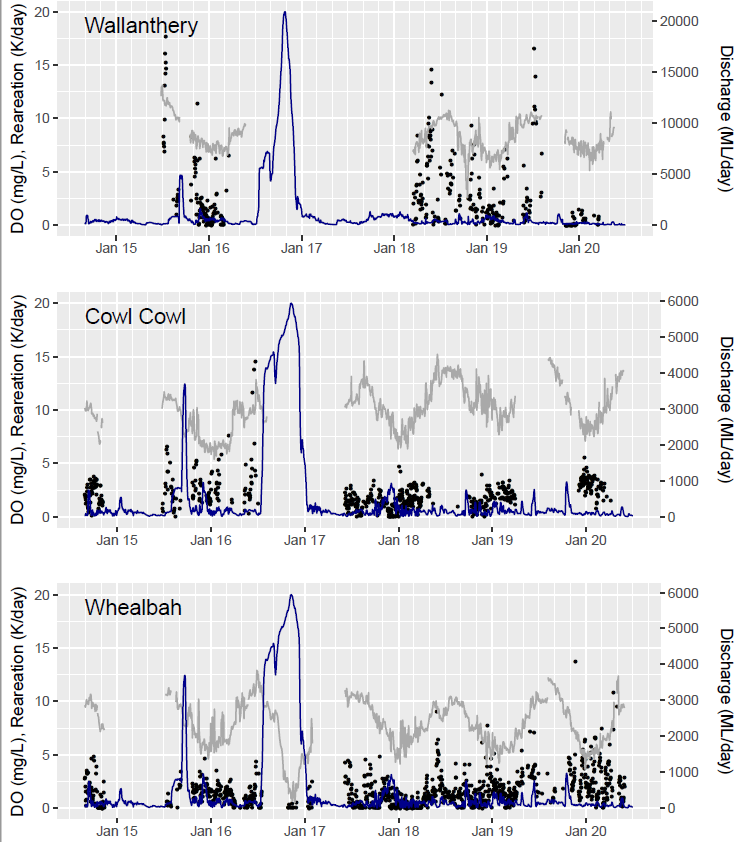 Wallanthery
DO (mg/L), Reareation (K/day)
20
15
10
5
0
20000
15000
10000
5000
0
Discharge (ML/day)
Jan 15 Jan 16 Jan 17 Jan 18 Jan 19 Jan 20
Cowl Cowl
DO (mg/L), Reareation (K/day)
20
15
10
5
0
6000
5000
4000
3000
2000
1000
0
Discharge (ML/day)
Jan 15 Jan 16 Jan 17 Jan 18 Jan 19 Jan 20
Whealbah
DO (mg/L), Reareation (K/day)
20
15
10
5
0
6000
5000
4000
3000
2000
1000
0
Discharge (ML/day)
Jan 15 Jan 16 Jan 17 Jan 18 Jan 19 Jan 20